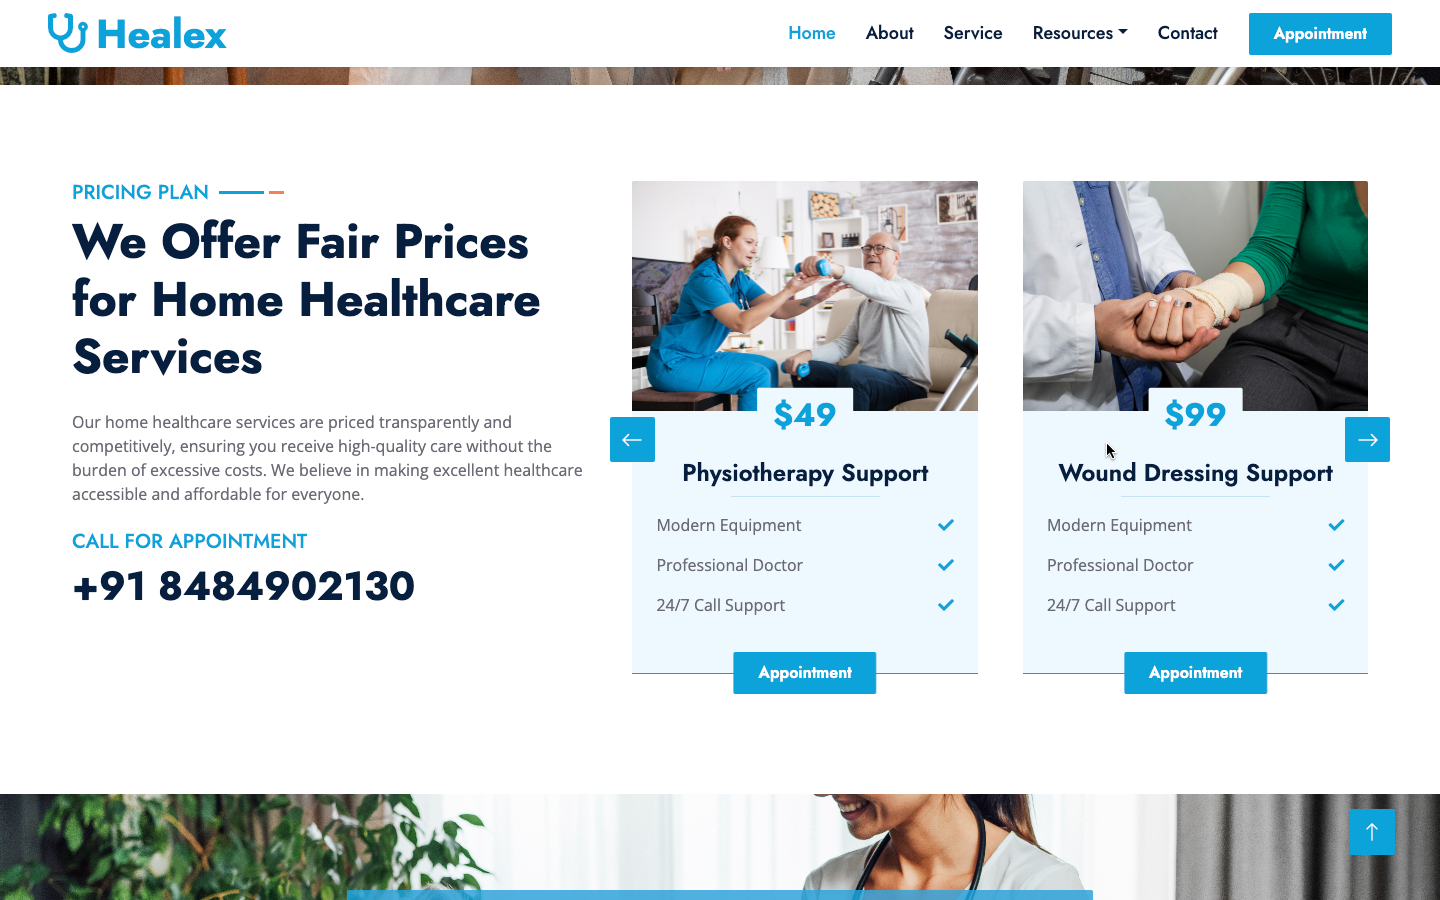 Healex
Home
About
Service
Resources
Contact
Appointment
PRICING PLAN
We Offer Fair Prices
for Home Healthcare
Services
Our home healthcare services are priced transparently and
competitively, ensuring you receive high-quality care without the
burden of excessive costs. We believe in making excellent healthcare
accessible and affordable for everyone.
CALL FOR APPOINTMENT
+91 8484902130
$49
Physiotherapy Support
Modern Equipment
Professional Doctor
24/7 Call Support
Appointment
$99
Wound Dressing Support
Modern Equipment
Professional Doctor
24/7 Call Support
Appointment